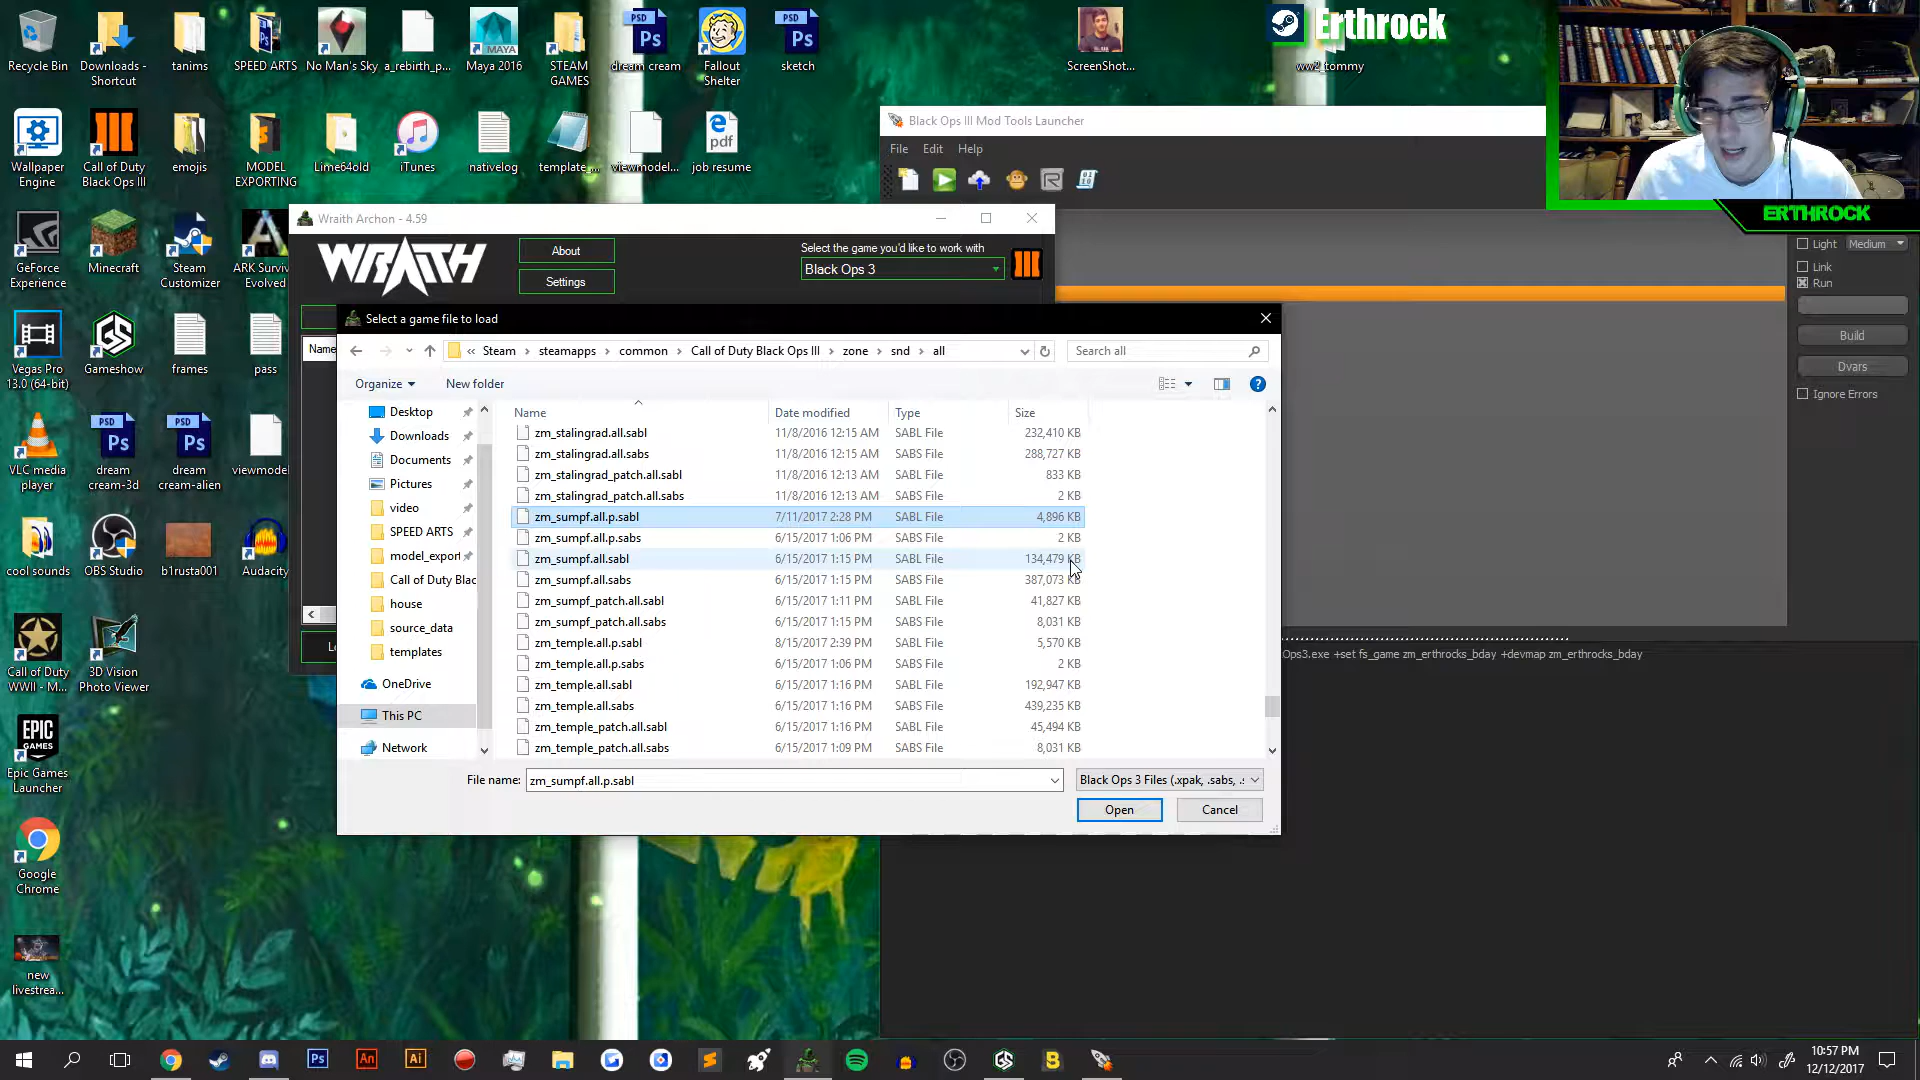 Recycle Bin
Downloads - Shortcut
tanims
SPEED ARTS
No Man's Sky
a_rebirth_p...
Maya 2016
STEAM GAMES
dream cream
Fallout Shelter
sketch
ScreenShot...
ww2_tommy
Erthrock
Wallpaper Engine
Call of Duty Black Ops III
emojis
MODEL EXPORTING
Lime64old
iTunes
nativelog
template_...
viewmodel...
job resume
Black Ops III Mod Tools Launcher
File Edit Help
ERTHROCK
GeForce Experience
Minecraft
Steam Customizer
ARK Surviv Evolved
Wraith Archon - 4.59
WRAITH
About
Settings
Select the game you'd like to work with
Black Ops 3
Light Medium
Link
Run
Build
Dvars
Ignore Errors
Vegas Pro 13.0 (64-bit)
Gameshow
frames
pass
Name
Select a game file to load
« Steam › steamapps › common › Call of Duty Black Ops III › zone › snd › all
Search all
Organize
New folder
Name Date modified Type Size
Desktop
Downloads
Documents
Pictures
video
SPEED ARTS
model_export
Call of Duty Blac
house
source_data
templates
OneDrive
This PC
Network
zm_stalingrad.all.sabl 11/8/2016 12:15 AM SABL File 232,410 KB
zm_stalingrad.all.sabs 11/8/2016 12:15 AM SABS File 288,727 KB
zm_stalingrad_patch.all.sabl 11/8/2016 12:13 AM SABL File 833 KB
zm_stalingrad_patch.all.sabs 11/8/2016 12:13 AM SABS File 2 KB
zm_sumpf.all.p.sabl 7/11/2017 2:28 PM SABL File 4,896 KB
zm_sumpf.all.p.sabs 6/15/2017 1:06 PM SABS File 2 KB
zm_sumpf.all.sabl 6/15/2017 1:15 PM SABL File 134,479 KB
zm_sumpf.all.sabs 6/15/2017 1:15 PM SABS File 387,073 KB
zm_sumpf_patch.all.sabl 6/15/2017 1:11 PM SABL File 41,827 KB
zm_sumpf_patch.all.sabs 6/15/2017 1:15 PM SABS File 8,031 KB
zm_temple.all.p.sabl 8/15/2017 2:39 PM SABL File 5,570 KB
zm_temple.all.p.sabs 6/15/2017 1:06 PM SABS File 2 KB
zm_temple.all.sabl 6/15/2017 1:16 PM SABL File 192,947 KB
zm_temple.all.sabs 6/15/2017 1:16 PM SABS File 439,235 KB
zm_temple_patch.all.sabl 6/15/2017 1:16 PM SABL File 45,494 KB
zm_temple_patch.all.sabs 6/15/2017 1:09 PM SABS File 8,031 KB
File name: zm_sumpf.all.p.sabl
Black Ops 3 Files (.xpak, .sabs, .s
Open
Cancel
Ops3.exe +set fs_game zm_erthrocks_bday +devmap zm_erthrocks_bday
VLC media player
dream cream-3d
dream cream-alien
viewmodel
cool sounds
OBS Studio
b1rusta001
Audacity
Call of Duty WWII - M...
3D Vision Photo Viewer
Epic Games Launcher
Google Chrome
new livestrea...
10:57 PM
12/12/2017